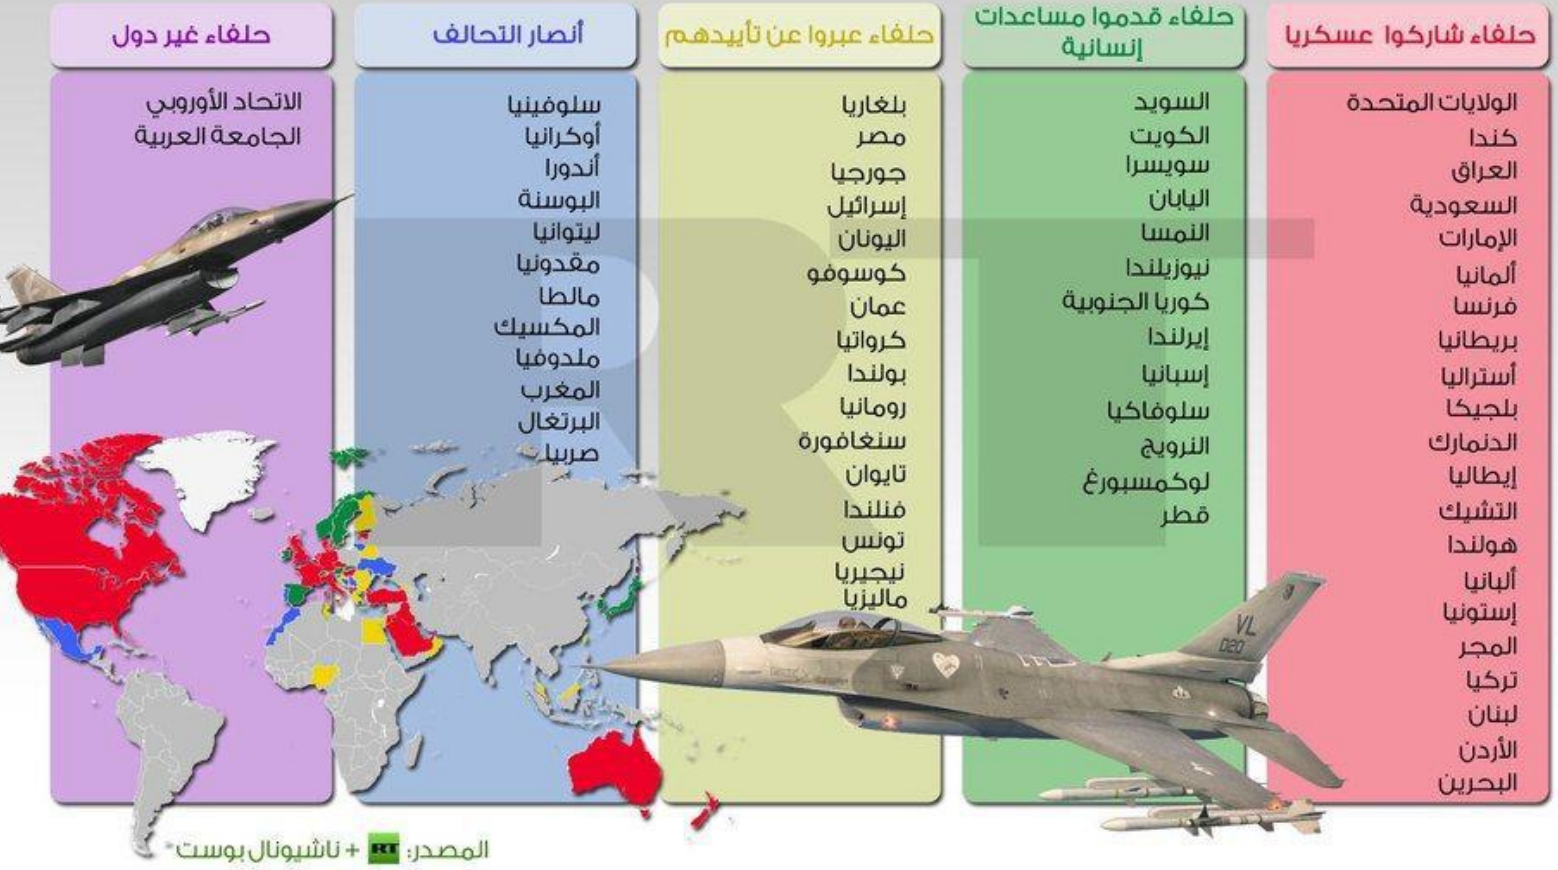 حلفاء شاركوا عسكريا
الولايات المتحدة
كندا
العراق
السعودية
الإمارات
ألمانيا
فرنسا
بريطانيا
أستراليا
بلجيكا
الدنمارك
إيطاليا
التشيك
هولندا
ألبانيا
إستونيا
المجر
تركيا
لبنان
الأردن
البحرين
حلفاء قدموا مساعدات
إنسانية
السويد
الكويت
سويسرا
اليابان
النمسا
نيوزيلندا
كوريا الجنوبية
إيرلندا
إسبانيا
سلوفاكيا
النرويج
لوكمسبورغ
قطر
حلفاء عبروا عن تأييدهم
بلغاريا
مصر
جورجيا
إسرائيل
اليونان
كوسوفو
عمان
كرواتيا
بولندا
رومانيا
سنغافورة
تايوان
فنلندا
تونس
نيجيريا
ماليزيا
أنصار التحالف
سلوفينيا
أوكرانيا
أندورا
البوسنة
ليتوانيا
مقدونيا
مالطا
المكسيك
ملدوفيا
المغرب
البرتغال
صربيا
حلفاء غير دول
الاتحاد الأوروبي
الجامعة العربية
RT
VL
020
المصدر: RT + ناشيونال بوست